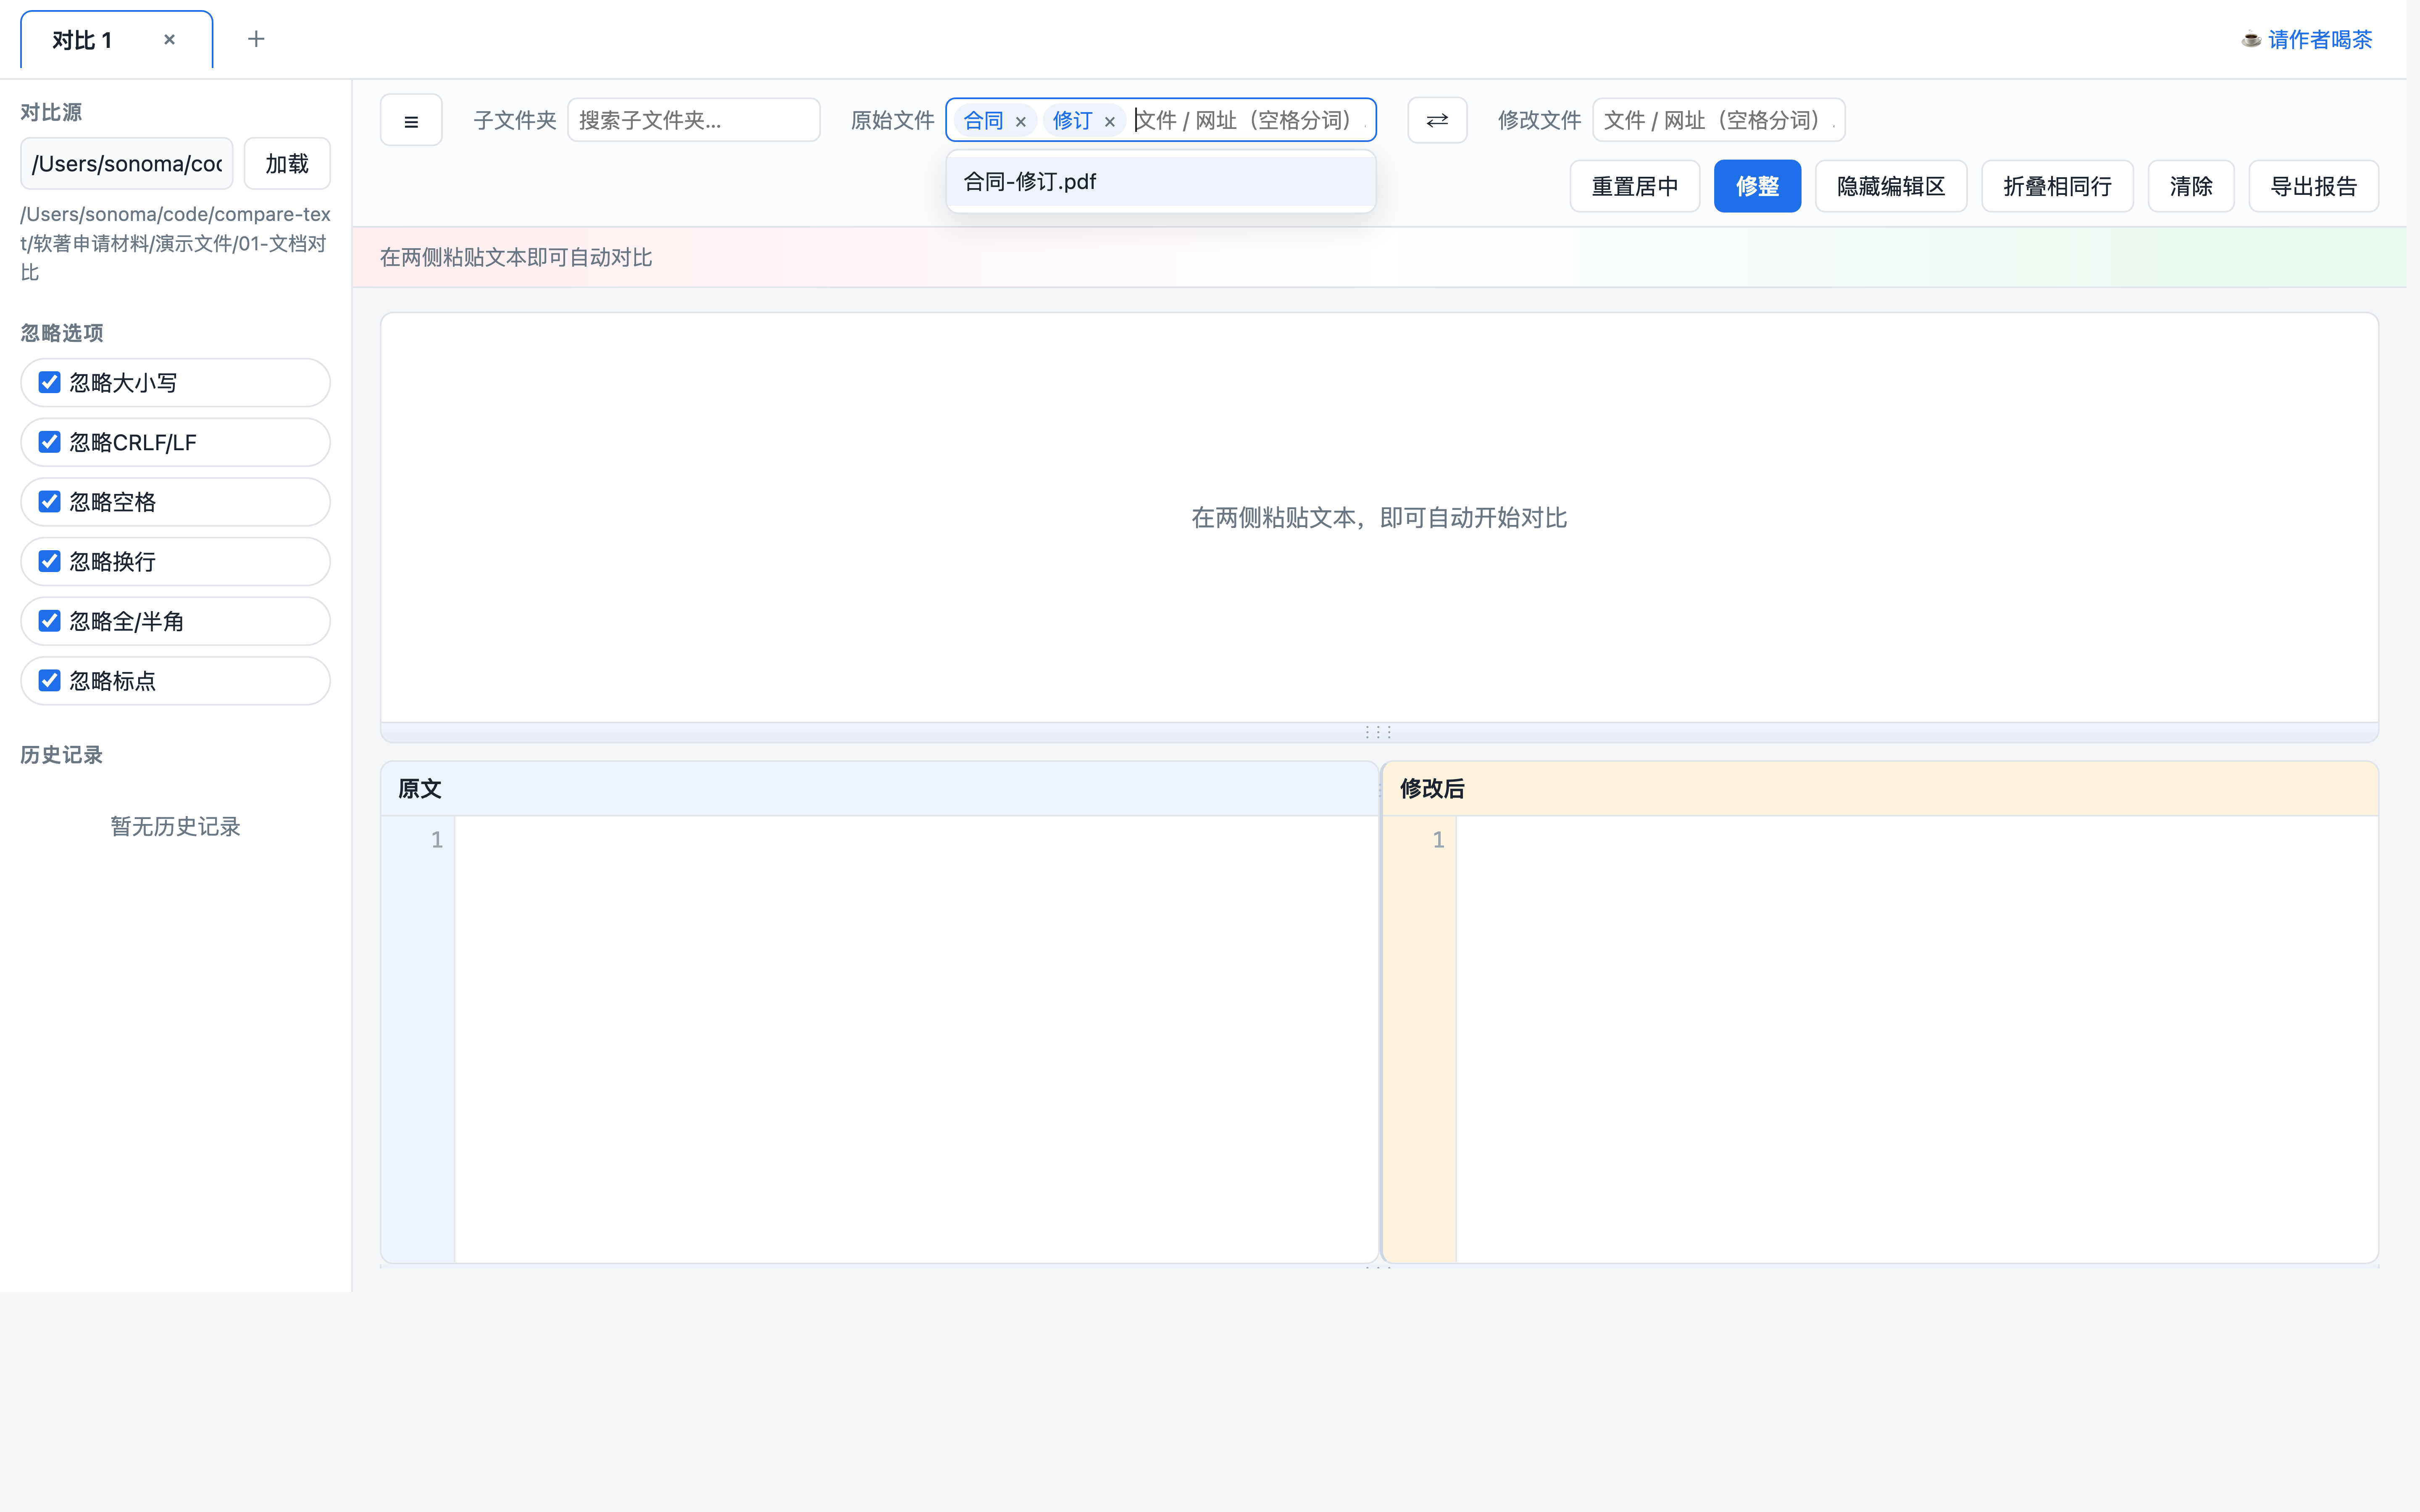 对比 1 × +
☕ 请作者喝茶
对比源
/Users/sonoma/coc 加载
/Users/sonoma/code/compare-tex
t/软著申请材料/演示文件/01-文档对
比
忽略选项
忽略大小写
忽略CRLF/LF
忽略空格
忽略换行
忽略全/半角
忽略标点
历史记录
暂无历史记录
≡ 子文件夹 搜索子文件夹... 原始文件 合同 × 修订 × 文件 / 网址（空格分词） ⇄ 修改文件 文件 / 网址（空格分词）
合同-修订.pdf
重置居中 修整 隐藏编辑区 折叠相同行 清除 导出报告
在两侧粘贴文本即可自动对比
在两侧粘贴文本，即可自动开始对比
原文
1
修改后
1